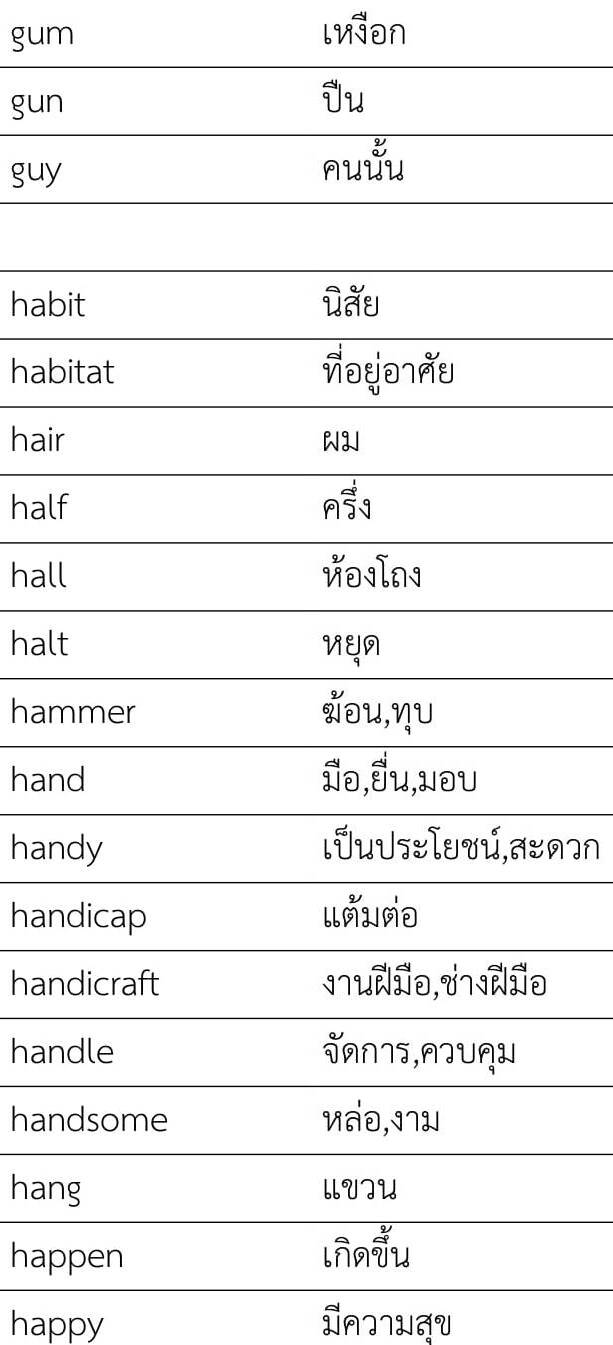 gum เหงือก
gun ปืน
guy คนนั้น
habit นิสัย
habitat ที่อยู่อาศัย
hair ผม
half ครึ่ง
hall ห้องโถง
halt หยุด
hammer ฆ้อน,ทุบ
hand มือ,ยื่น,มอบ
handy เป็นประโยชน์,สะดวก
handicap แต้มต่อ
handicraft งานฝีมือ,ช่างฝีมือ
handle จัดการ,ควบคุม
handsome หล่อ,งาม
hang แขวน
happen เกิดขึ้น
happy มีความสุข